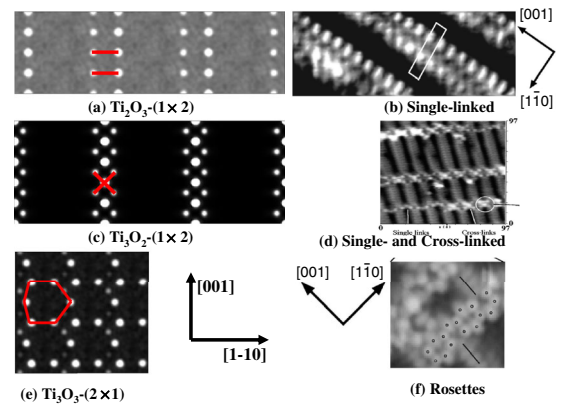 [001]
[11̄0]
(a) Ti₂O₃-(1× 2)
(b) Single-linked
97
0
Single links
Cross-links
97
(c) Ti₃O₂-(1× 2)
(d) Single- and Cross-linked
[001]
[1-10]
[001]
[11̄0]
(e) Ti₃O₃-(2×1)
(f) Rosettes